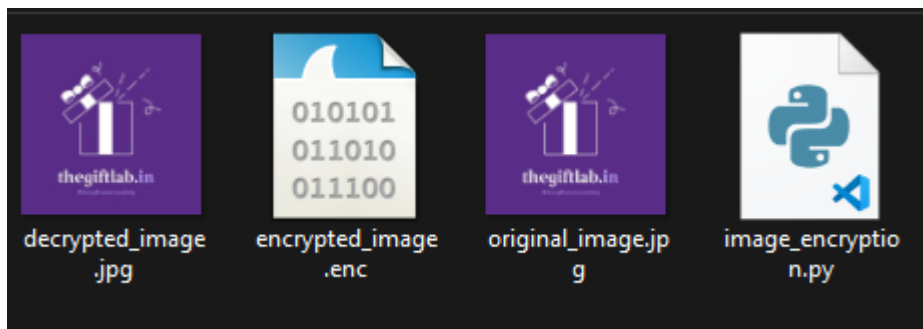 thegiftlab.in
010101
011010
011100
thegiftlab.in
decrypted_image
.jpg
encrypted_image
.enc
original_image.jp
g
image_encryptio
n.py